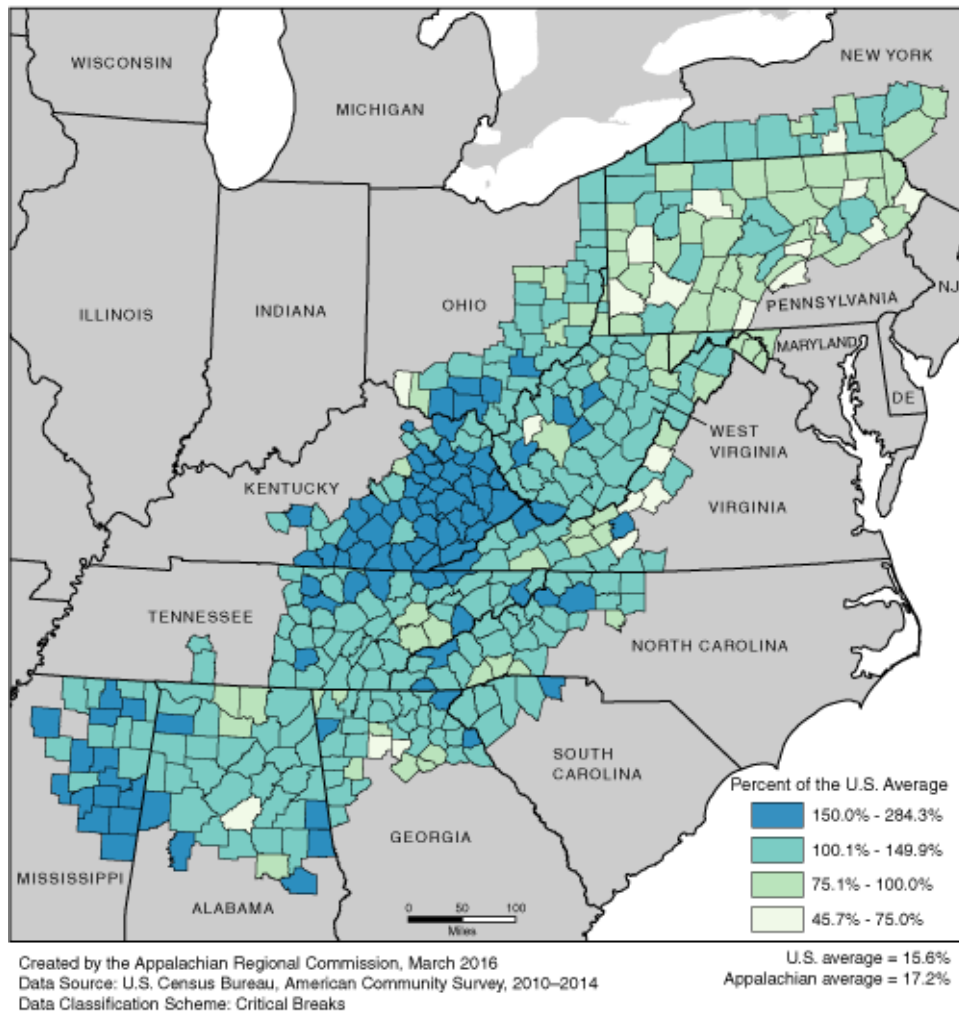 WISCONSIN
MICHIGAN
NEW YORK
ILLINOIS
INDIANA
OHIO
PENNSYLVANIA
NJ
MARYLAND
DE
WEST
VIRGINIA
KENTUCKY
VIRGINIA
TENNESSEE
NORTH CAROLINA
SOUTH
CAROLINA
GEORGIA
MISSISSIPPI
ALABAMA
Percent of the U.S. Average
150.0% - 284.3%
100.1% - 149.9%
75.1% - 100.0%
45.7% - 75.0%
0 50 100
Miles
Created by the Appalachian Regional Commission, March 2016
Data Source: U.S. Census Bureau, American Community Survey, 2010–2014
Data Classification Scheme: Critical Breaks
U.S. average = 15.6%
Appalachian average = 17.2%